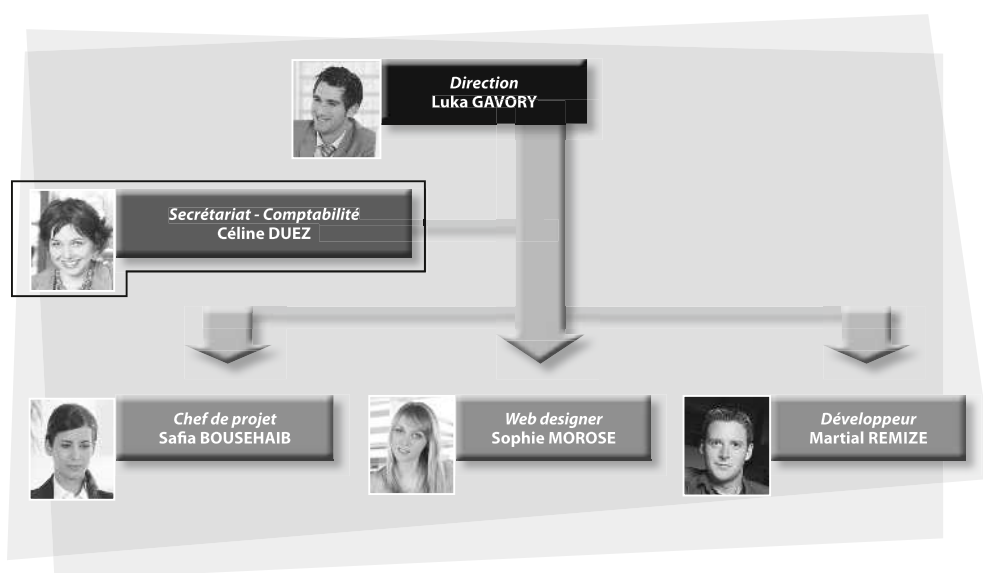 Direction
Luka GAVORY
Secrétariat - Comptabilité
Céline DUEZ
Chef de projet
Safia BOUSEHAIB
Web designer
Sophie MOROSE
Développeur
Martial REMIZE